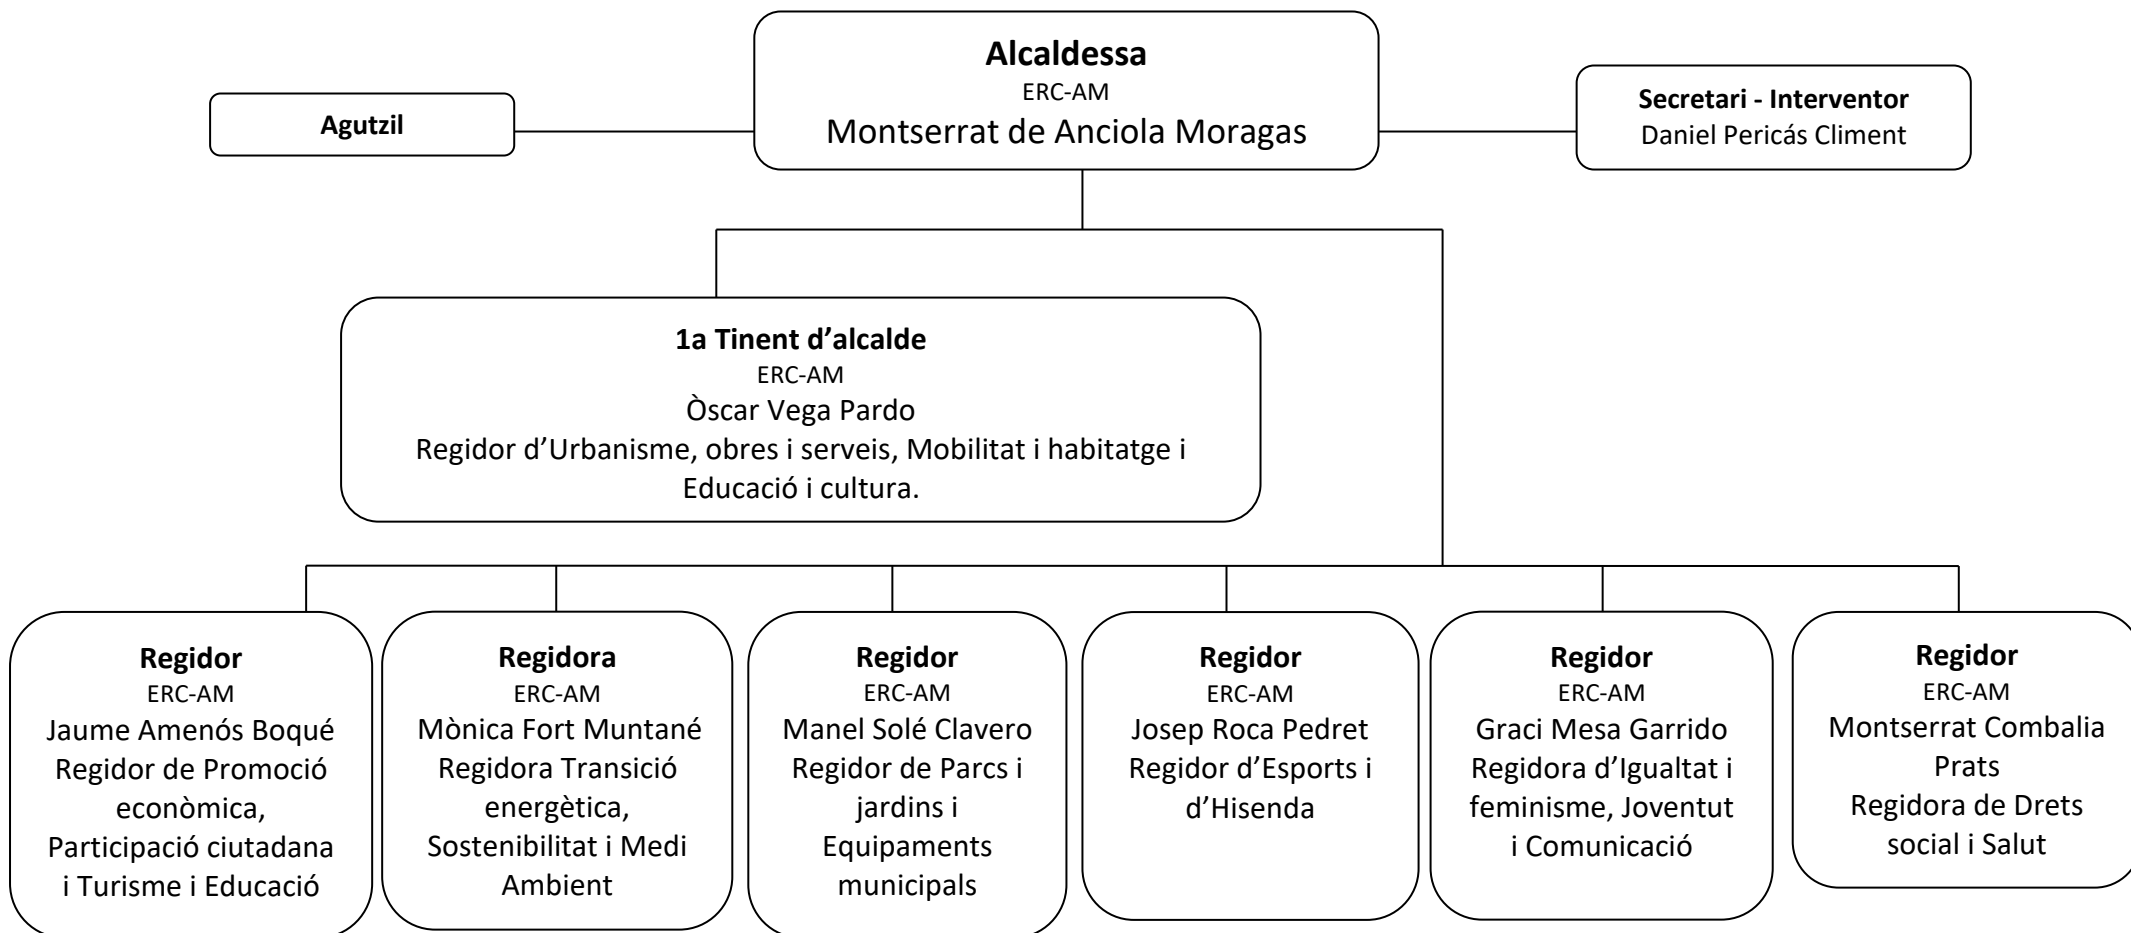 Alcaldessa
ERC-AM
Montserrat de Anciola Moragas
Agutzil
Secretari - Interventor
Daniel Pericás Climent
1a Tinent d’alcalde
ERC-AM
Òscar Vega Pardo
Regidor d’Urbanisme, obres i serveis, Mobilitat i habitatge i
Educació i cultura.
Regidor
ERC-AM
Jaume Amenós Boqué
Regidor de Promoció
econòmica,
Participació ciutadana
i Turisme i Educació
Regidora
ERC-AM
Mònica Fort Muntané
Regidora Transició
energètica,
Sostenibilitat i Medi
Ambient
Regidor
ERC-AM
Manel Solé Clavero
Regidor de Parcs i
jardins i
Equipaments
municipals
Regidor
ERC-AM
Josep Roca Pedret
Regidor d’Esports i
d’Hisenda
Regidor
ERC-AM
Graci Mesa Garrido
Regidora d’Igualtat i
feminisme, Joventut
i Comunicació
Regidor
ERC-AM
Montserrat Combalia
Prats
Regidora de Drets
social i Salut